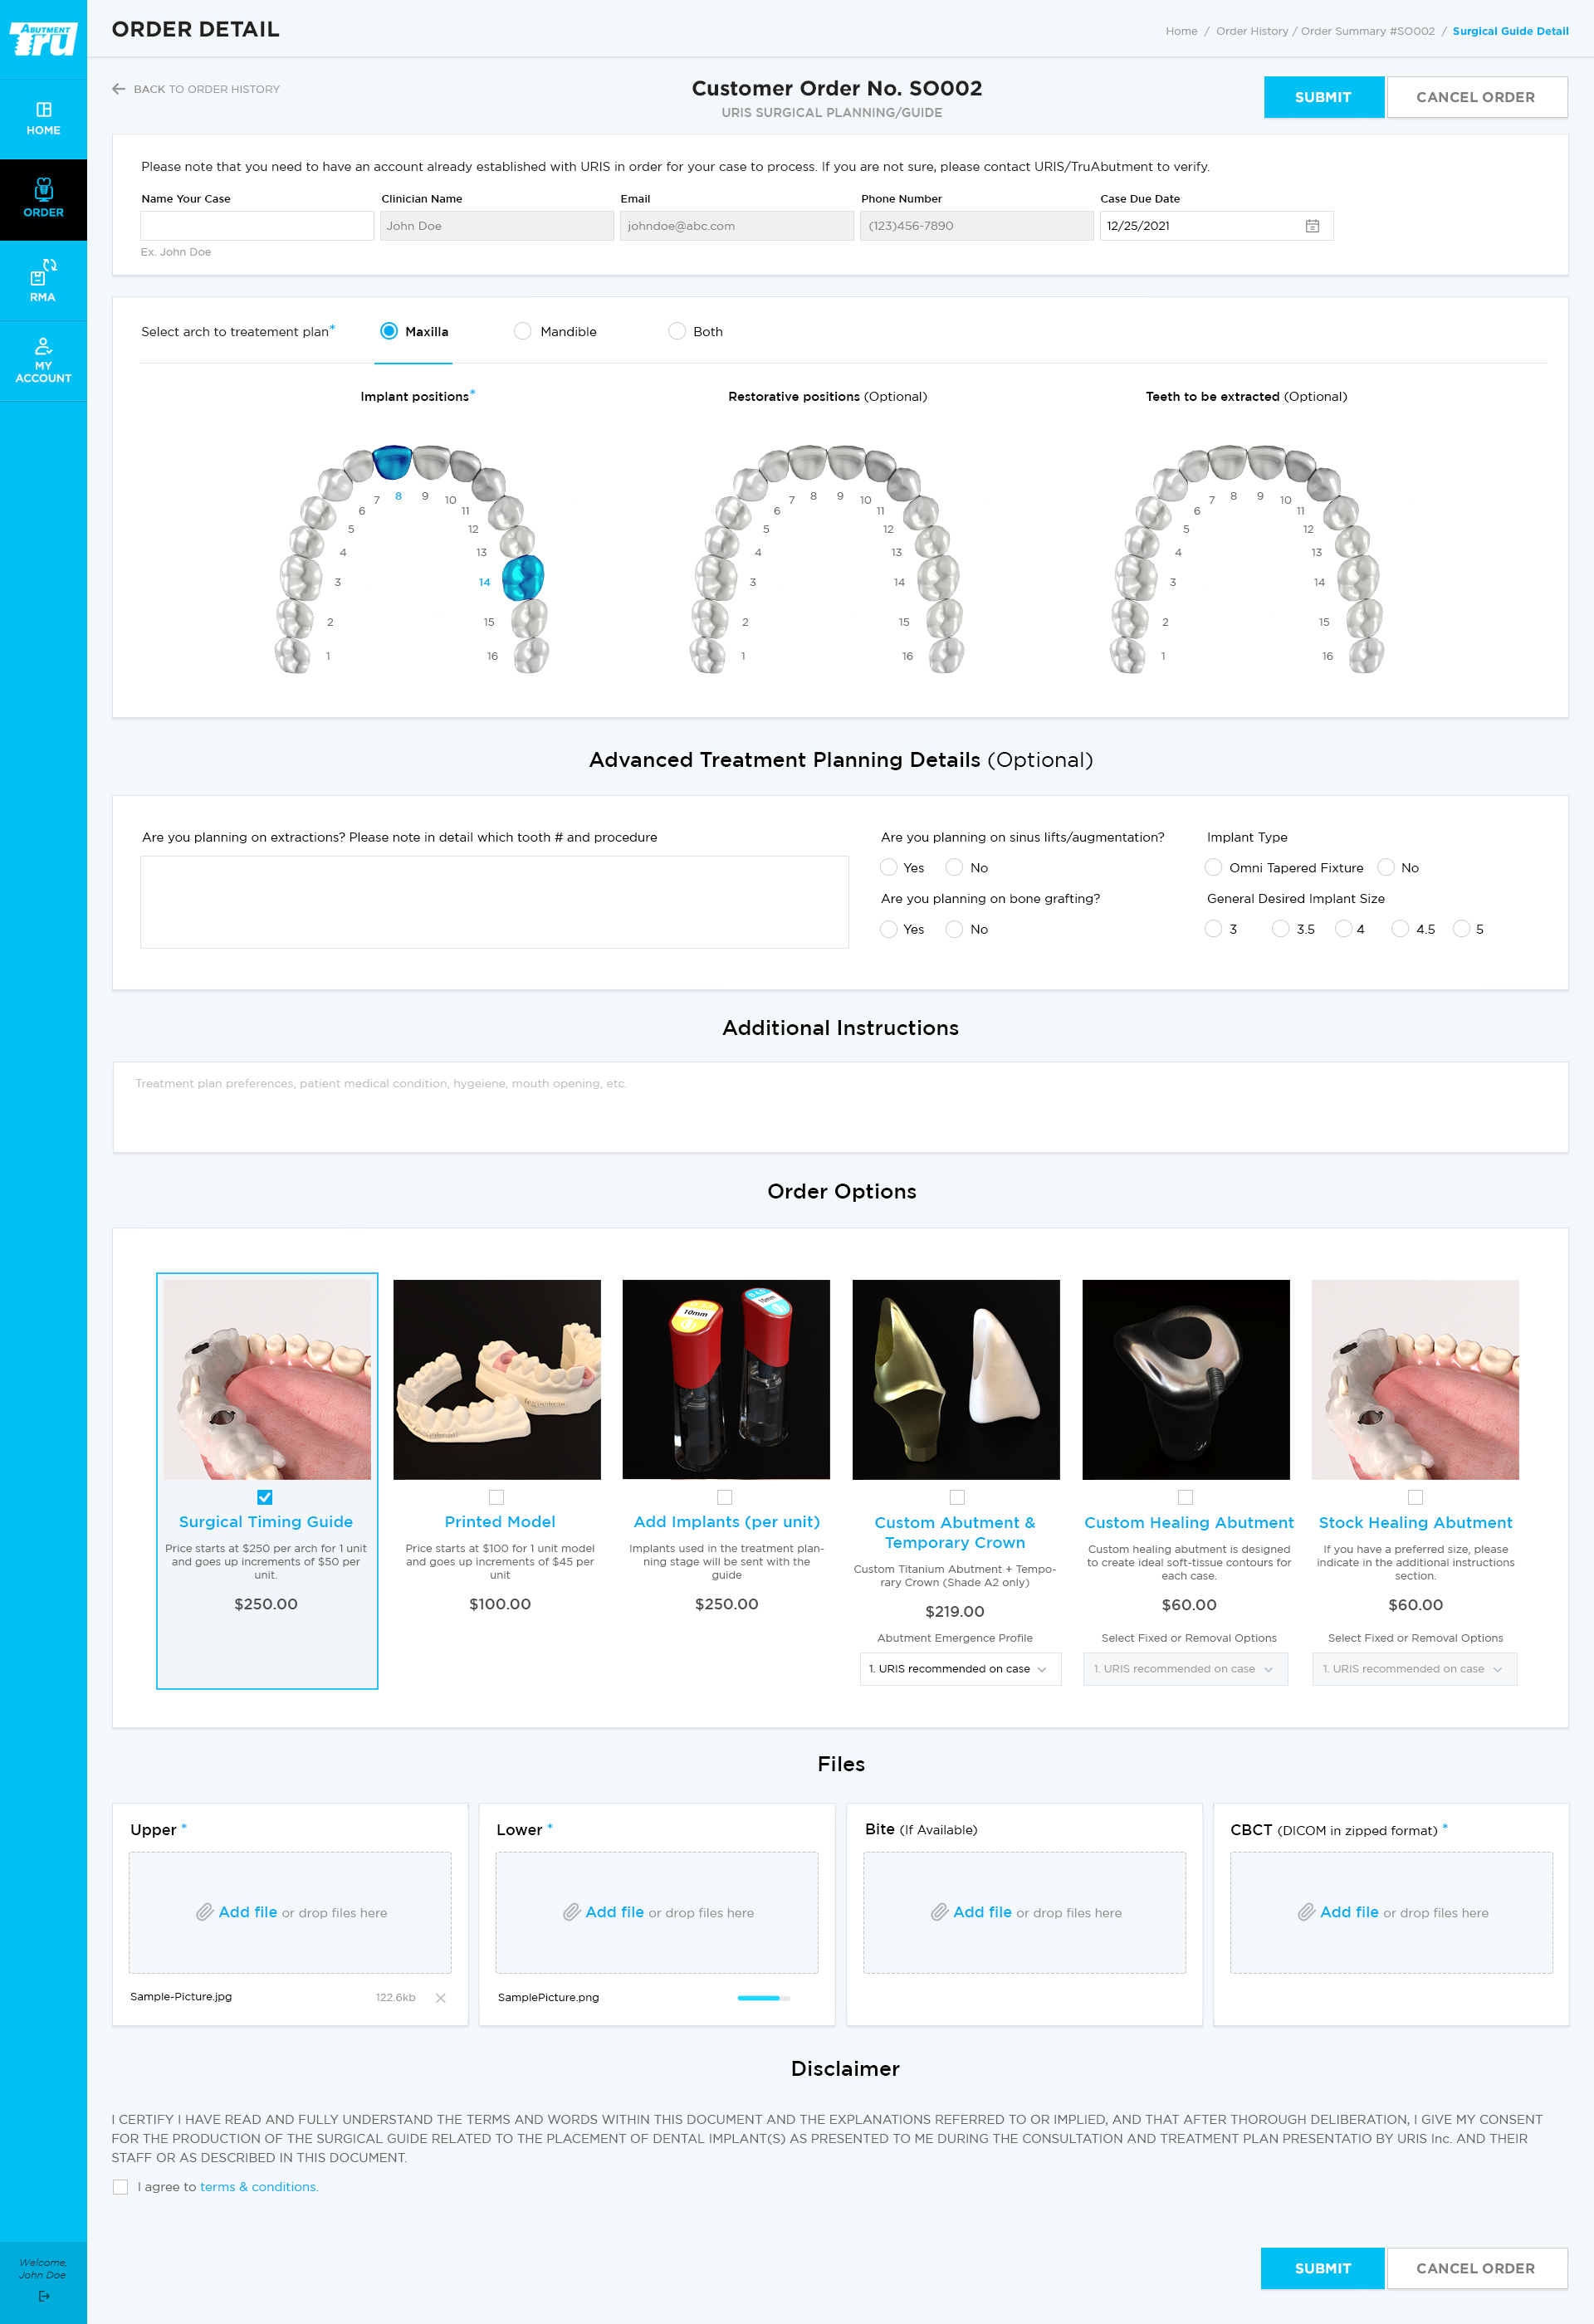 ABUTMENT
Tru
HOME
ORDER
RMA
MY
ACCOUNT
Welcome,
John Doe
ORDER DETAIL
Home / Order History / Order Summary #SO002 / Surgical Guide Detail
BACK TO ORDER HISTORY
Customer Order No. SO002
URIS SURGICAL PLANNING/GUIDE
SUBMIT
CANCEL ORDER
Please note that you need to have an account already established with URIS in order for your case to process. If you are not sure, please contact URIS/TruAbutment to verify.
Name Your Case
Clinician Name
Email
Phone Number
Case Due Date
John Doe
johndoe@abc.com
(123)456-7890
12/25/2021
Ex. John Doe
Select arch to treatement plan*
Maxilla
Mandible
Both
Implant positions*
1
2
3
4
5
6
7
8
9
10
11
12
13
14
15
16
Restorative positions (Optional)
1
2
3
4
5
6
7
8
9
10
11
12
13
14
15
16
Teeth to be extracted (Optional)
1
2
3
4
5
6
7
8
9
10
11
12
13
14
15
16
Advanced Treatment Planning Details (Optional)
Are you planning on extractions? Please note in detail which tooth # and procedure
Are you planning on sinus lifts/augmentation?
Yes
No
Are you planning on bone grafting?
Yes
No
Implant Type
Omni Tapered Fixture
No
General Desired Implant Size
3
3.5
4
4.5
5
Additional Instructions
Treatment plan preferences, patient medical condition, hygeiene, mouth opening, etc.
Order Options
Surgical Timing Guide
Price starts at $250 per arch for 1 unit
and goes up increments of $50 per
unit.
$250.00
Printed Model
Price starts at $100 for 1 unit model
and goes up increments of $45 per
unit
$100.00
10mm
10mm
Add Implants (per unit)
Implants used in the treatment plan-
ning stage will be sent with the
guide
$250.00
Custom Abutment &
Temporary Crown
Custom Titanium Abutment + Tempo-
rary Crown (Shade A2 only)
$219.00
Abutment Emergence Profile
1. URIS recommended on case
Custom Healing Abutment
Custom healing abutment is designed
to create ideal soft-tissue contours for
each case.
$60.00
Select Fixed or Removal Options
1. URIS recommended on case
Stock Healing Abutment
If you have a preferred size, please
indicate in the additional instructions
section.
$60.00
Select Fixed or Removal Options
1. URIS recommended on case
Files
Upper *
Add file or drop files here
Sample-Picture.jpg
122.6kb
Lower *
Add file or drop files here
SamplePicture.png
Bite (If Available)
Add file or drop files here
CBCT (DICOM in zipped format) *
Add file or drop files here
Disclaimer
I CERTIFY I HAVE READ AND FULLY UNDERSTAND THE TERMS AND WORDS WITHIN THIS DOCUMENT AND THE EXPLANATIONS REFERRED TO OR IMPLIED, AND THAT AFTER THOROUGH DELIBERATION, I GIVE MY CONSENT
FOR THE PRODUCTION OF THE SURGICAL GUIDE RELATED TO THE PLACEMENT OF DENTAL IMPLANT(S) AS PRESENTED TO ME DURING THE CONSULTATION AND TREATMENT PLAN PRESENTATIO BY URIS Inc. AND THEIR
STAFF OR AS DESCRIBED IN THIS DOCUMENT.
I agree to terms & conditions.
SUBMIT
CANCEL ORDER